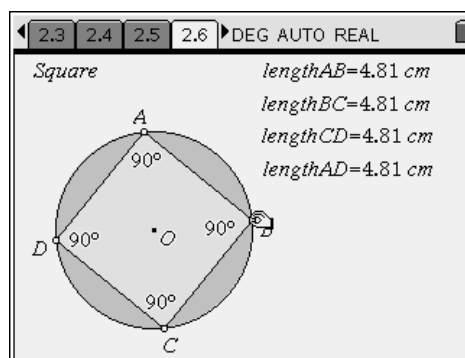 2.3 2.4 2.5 2.6 DEG AUTO REAL
Square
lengthAB=4.81 cm
lengthBC=4.81 cm
lengthCD=4.81 cm
lengthAD=4.81 cm
A
90°
D 90° O 90° B
90°
C